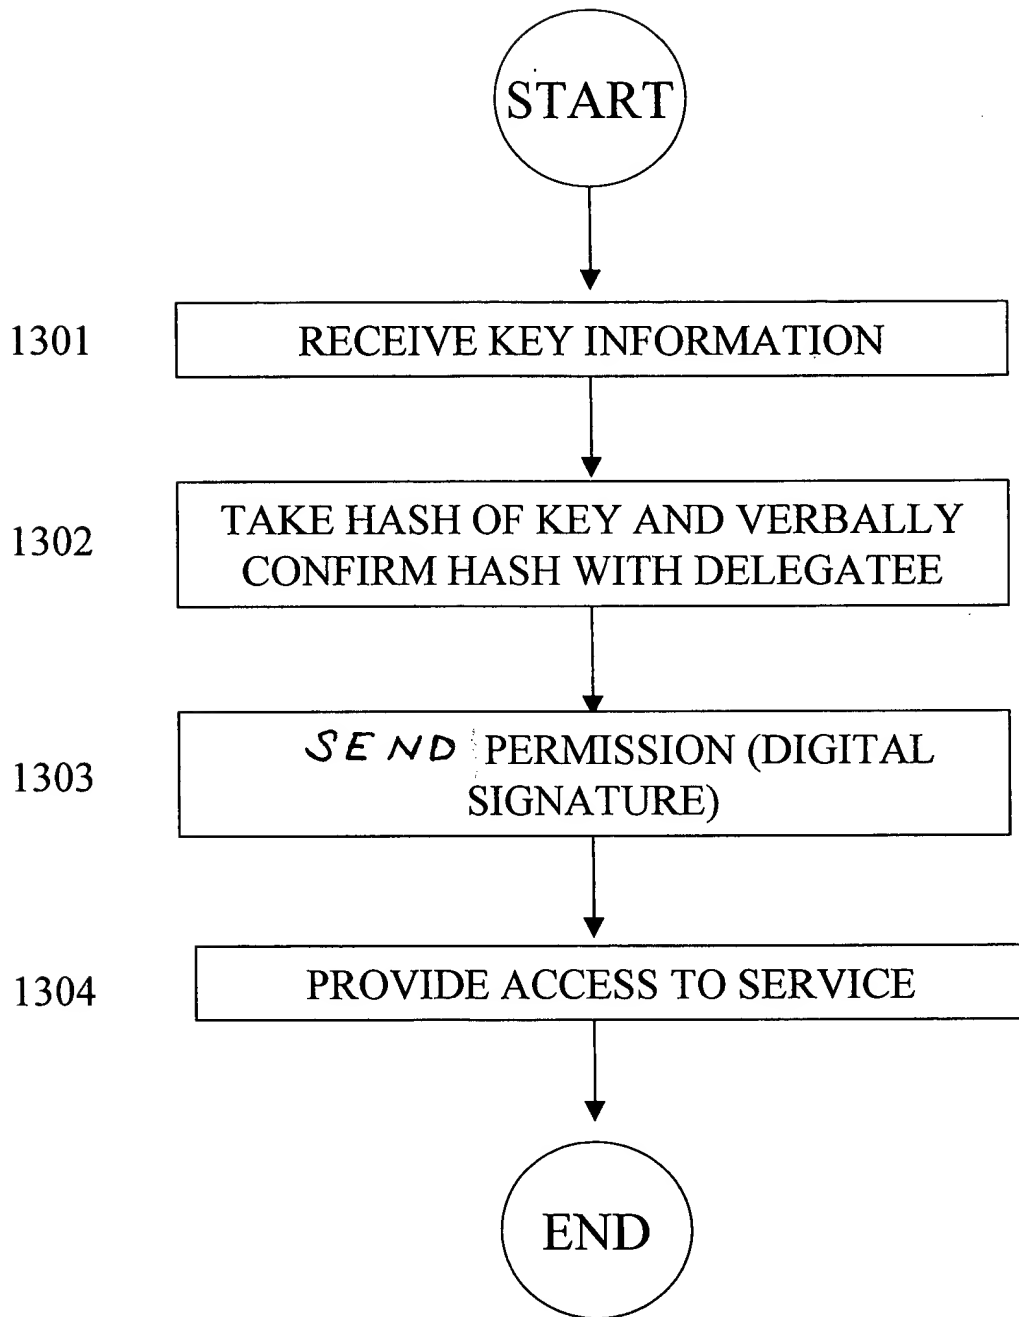 START
1301 RECEIVE KEY INFORMATION
1302 TAKE HASH OF KEY AND VERBALLY
CONFIRM HASH WITH DELEGATEE
1303 SEND PERMISSION (DIGITAL
SIGNATURE)
1304 PROVIDE ACCESS TO SERVICE
END